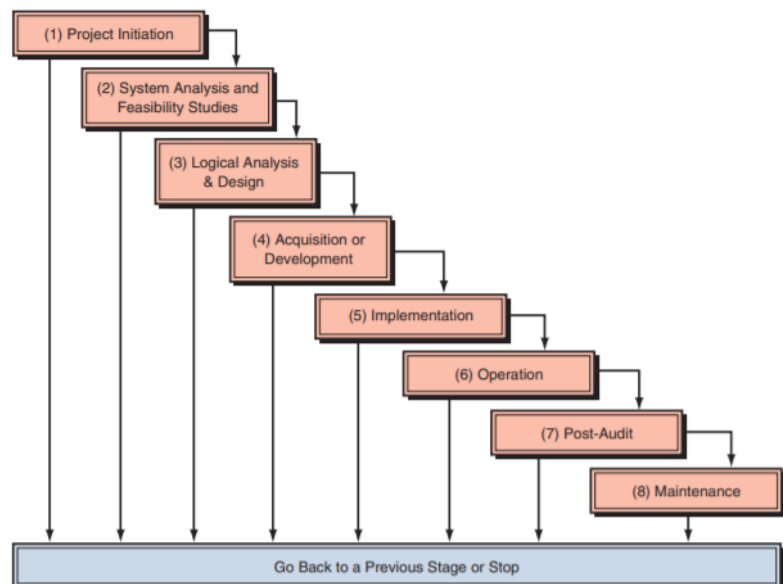 (1) Project Initiation
(2) System Analysis and
Feasibility Studies
(3) Logical Analysis
& Design
(4) Acquisition or
Development
(5) Implementation
(6) Operation
(7) Post-Audit
(8) Maintenance
Go Back to a Previous Stage or Stop